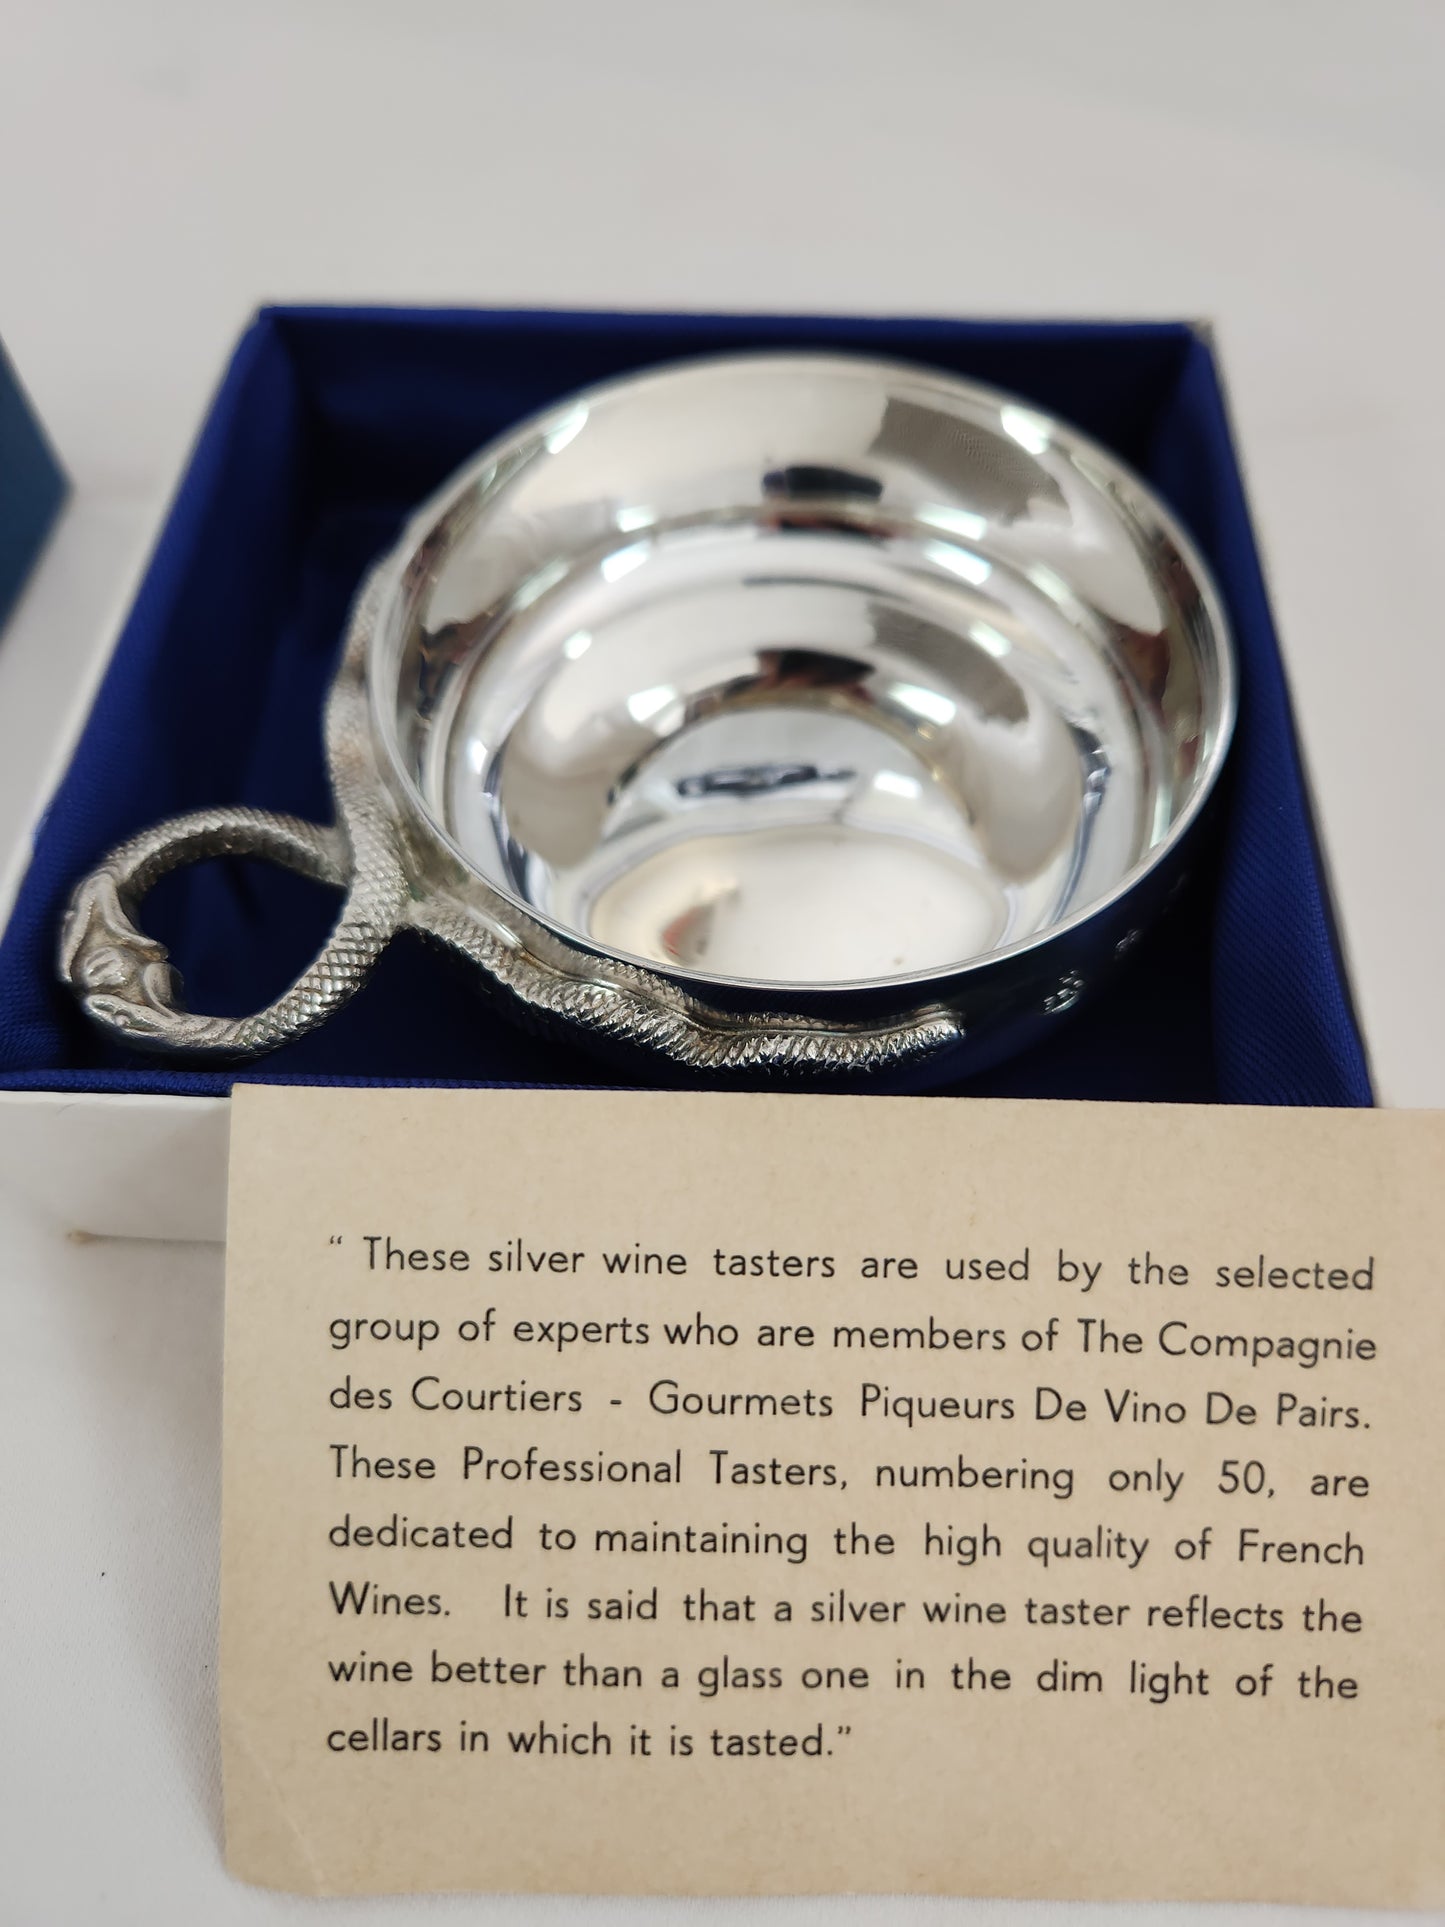 “ These silver wine tasters are used by the selected
group of experts who are members of The Compagnie
des Courtiers - Gourmets Piqueurs De Vino De Pairs.
These Professional Tasters, numbering only 50, are
dedicated to maintaining the high quality of French
Wines. It is said that a silver wine taster reflects the
wine better than a glass one in the dim light of the
cellars in which it is tasted.”